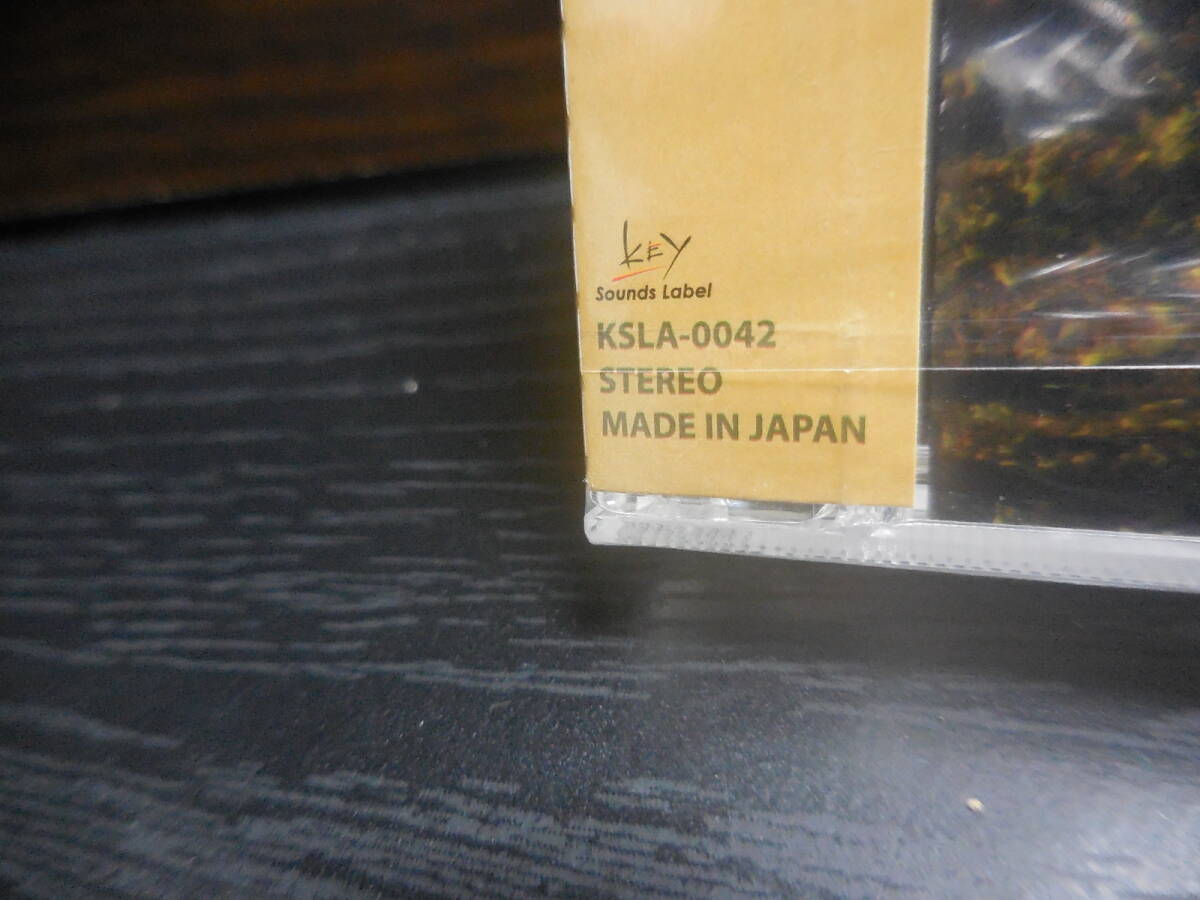 KEY
Sounds Label
KSLA-0042
STEREO
MADE IN JAPAN